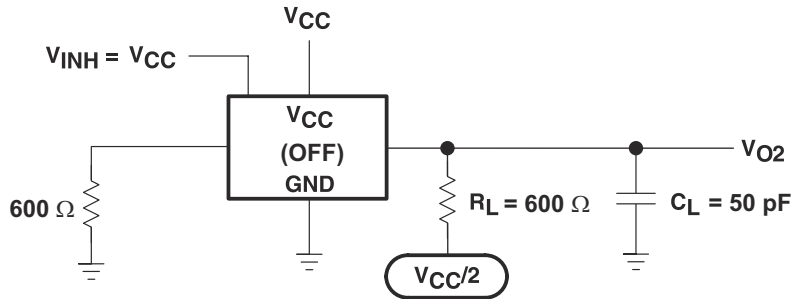 VCC
VINH = VCC
VCC
(OFF)
GND
VO2
600 Ω
RL = 600 Ω
CL = 50 pF
VCC/2